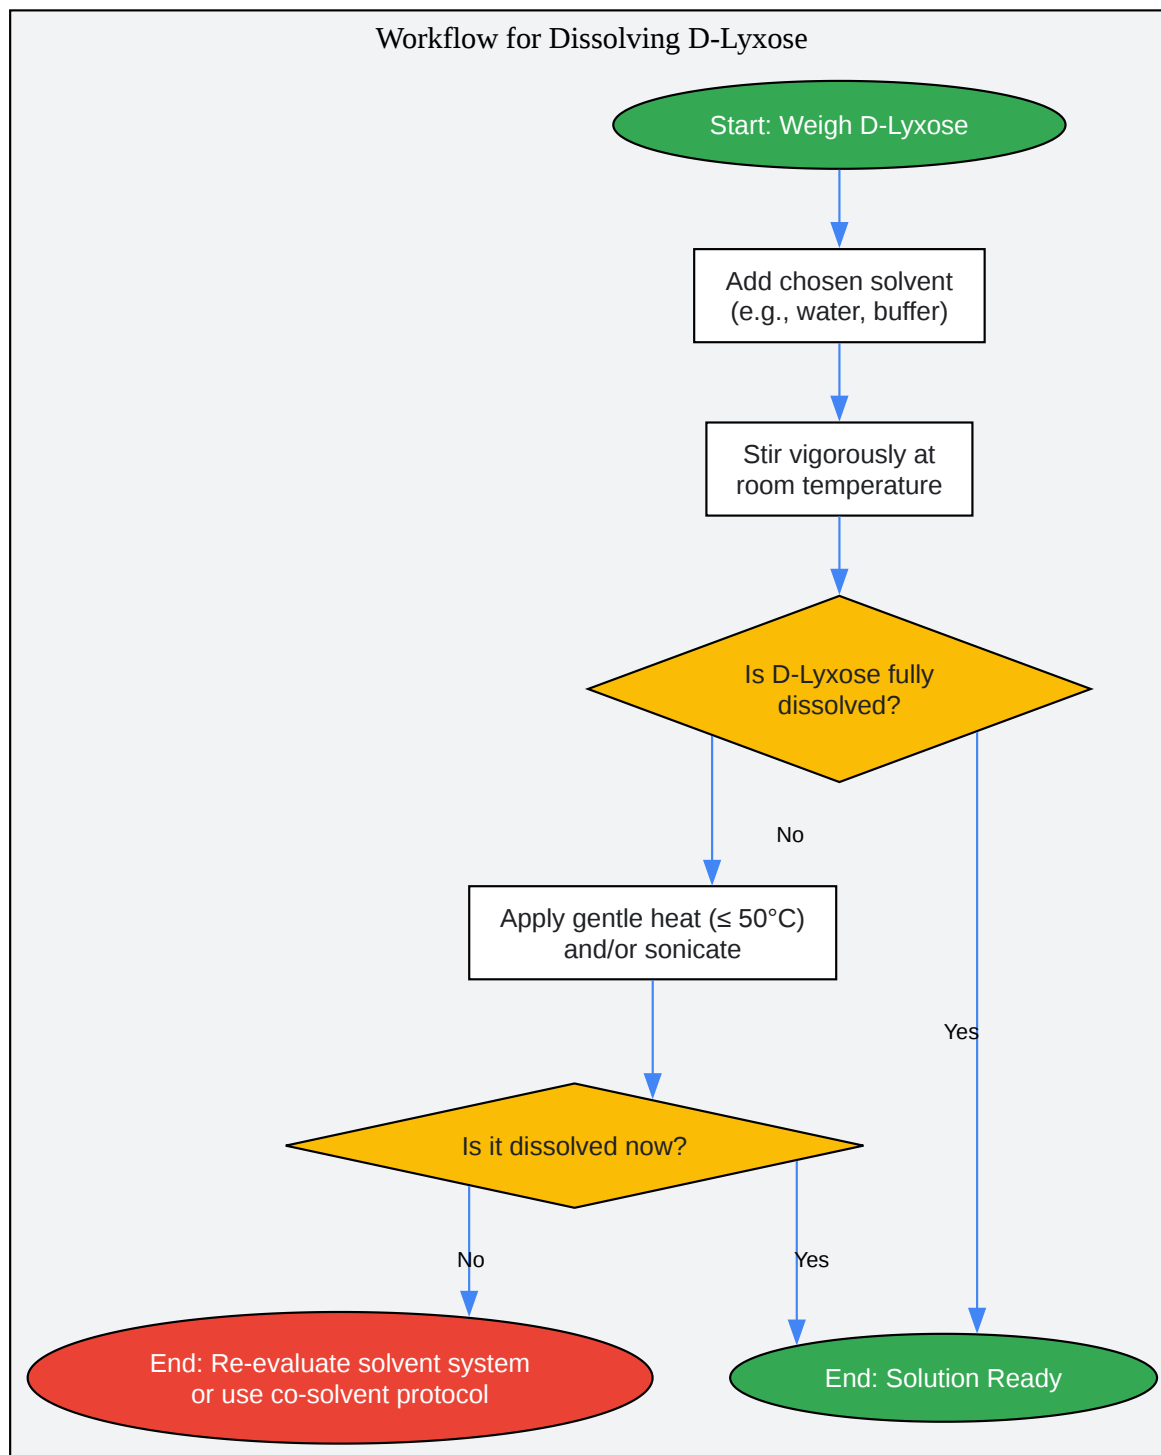 Workflow for Dissolving D-Lyxose
Start: Weigh D-Lyxose
Add chosen solvent
(e.g., water, buffer)
Stir vigorously at
room temperature
Is D-Lyxose fully
dissolved?
No
Apply gentle heat (≤ 50°C)
and/or sonicate
Yes
Is it dissolved now?
No
Yes
End: Re-evaluate solvent system
or use co-solvent protocol
End: Solution Ready